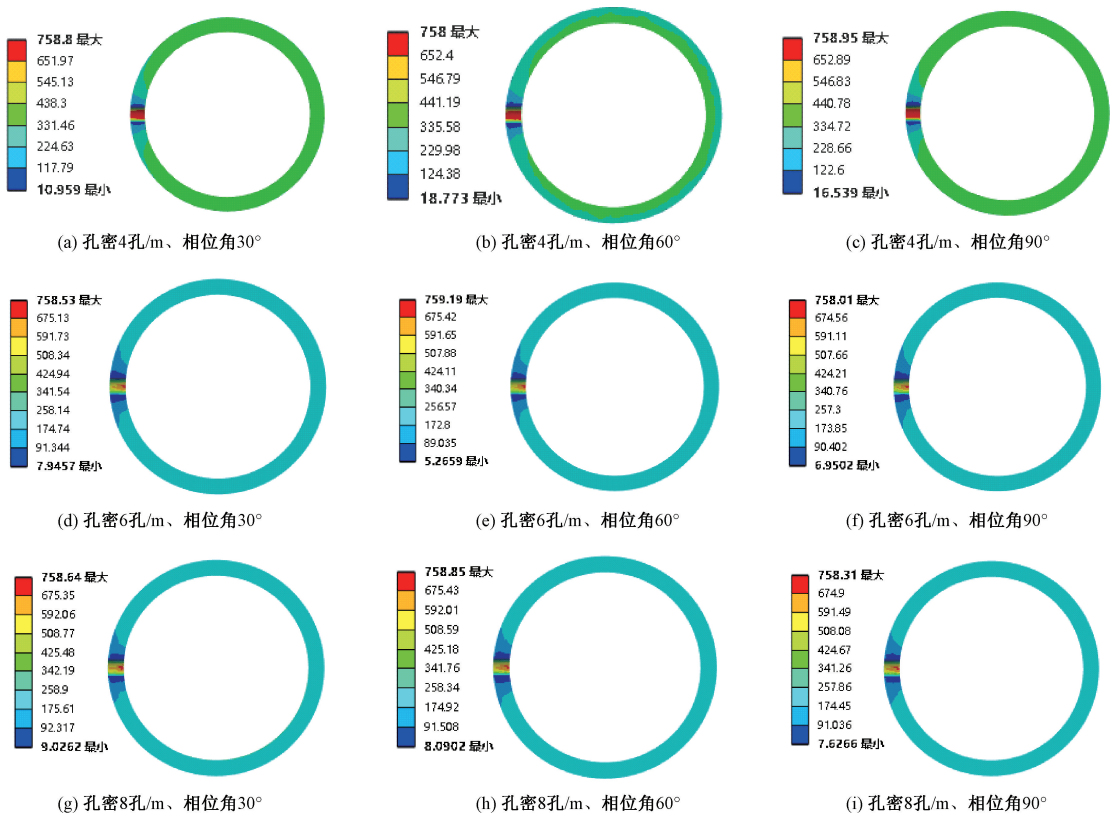 758.8 最大
651.97
545.13
438.3
331.46
224.63
117.79
10.959 最小
(a) 孔密4孔/m、相位角30°
758 最大
652.4
546.79
441.19
335.58
229.98
124.38
18.773 最小
(b) 孔密4孔/m、相位角60°
758.95 最大
652.89
546.83
440.78
334.72
228.66
122.6
16.539 最小
(c) 孔密4孔/m、相位角90°
758.53 最大
675.13
591.73
508.34
424.94
341.54
258.14
174.74
91.344
7.9457 最小
(d) 孔密6孔/m、相位角30°
759.19 最大
675.42
591.65
507.88
424.11
340.34
25657
172.8
89.035
5.2659 最小
(e) 孔密6孔/m、相位角60°
758.01 最大
674.56
591.11
507.66
424.21
340.76
257.3
173.85
90.402
6.9502 最小
(f) 孔密6孔/m、相位角90°
758.64 最大
675.35
592.06
508.77
425.48
342.19
258.9
175.61
92.317
9.0262 最小
(g) 孔密8孔/m、相位角30°
758.85 最大
675.43
592.01
508.59
425.18
341.76
258.34
174.92
91.508
8.0902 最小
(h) 孔密8孔/m、相位角60°
758.31 最大
674.9
591.49
508.08
424.67
341.26
257.86
174.45
91.036
7.6266 最小
(i) 孔密8孔/m、相位角90°